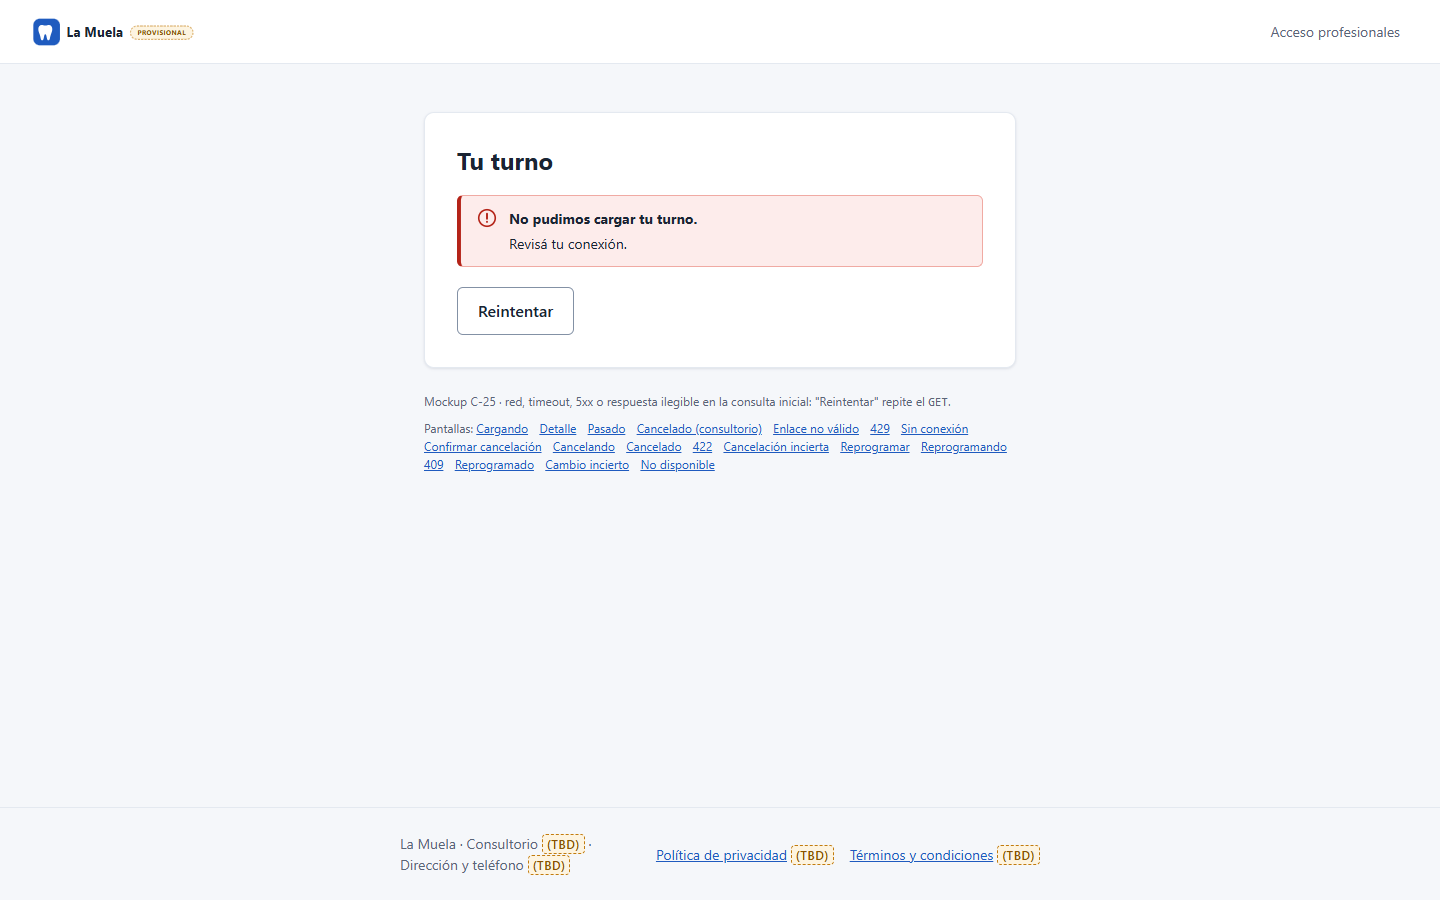 La Muela PROVISIONAL
Acceso profesionales
Tu turno
No pudimos cargar tu turno.
Revisá tu conexión.
Reintentar
Mockup C-25 · red, timeout, 5xx o respuesta ilegible en la consulta inicial: "Reintentar" repite el GET.
Pantallas: Cargando Detalle Pasado Cancelado (consultorio) Enlace no válido 429 Sin conexión
Confirmar cancelación Cancelando Cancelado 422 Cancelación incierta Reprogramar Reprogramando
409 Reprogramado Cambio incierto No disponible
La Muela · Consultorio (TBD) ·
Dirección y teléfono (TBD)
Política de privacidad (TBD) Términos y condiciones (TBD)